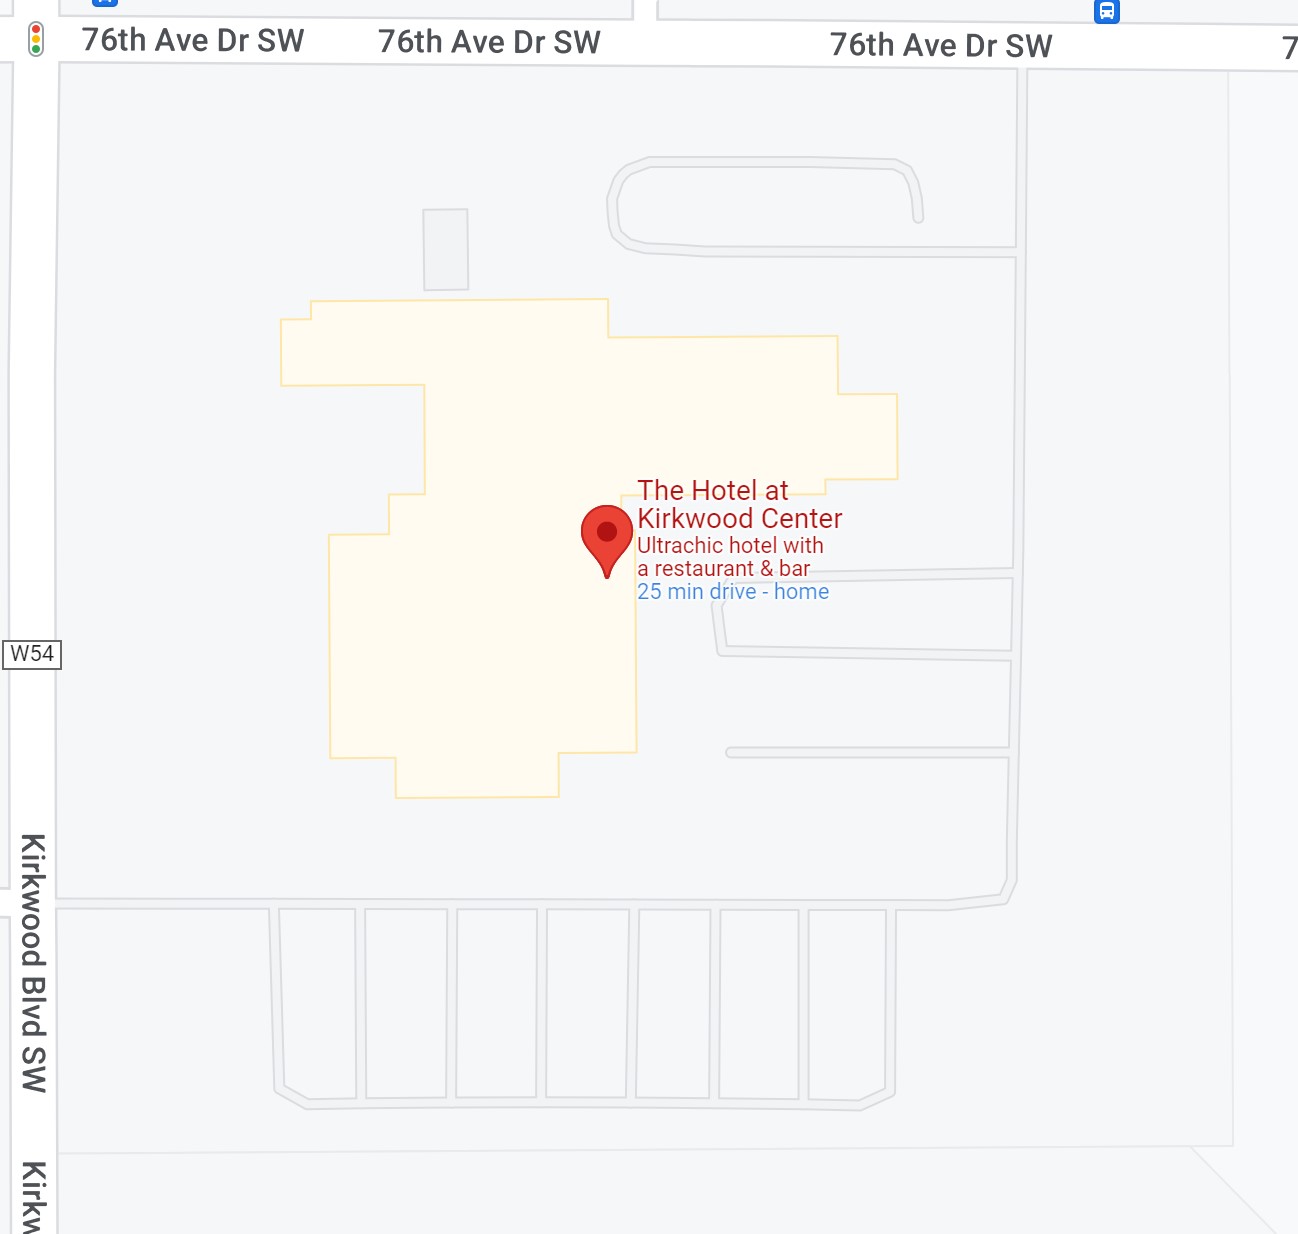 76th Ave Dr SW
76th Ave Dr SW
76th Ave Dr SW
7
The Hotel at
Kirkwood Center
Ultrachic hotel with
a restaurant & bar
25 min drive - home
W54
Kirkwood Blvd SW
Kirkw